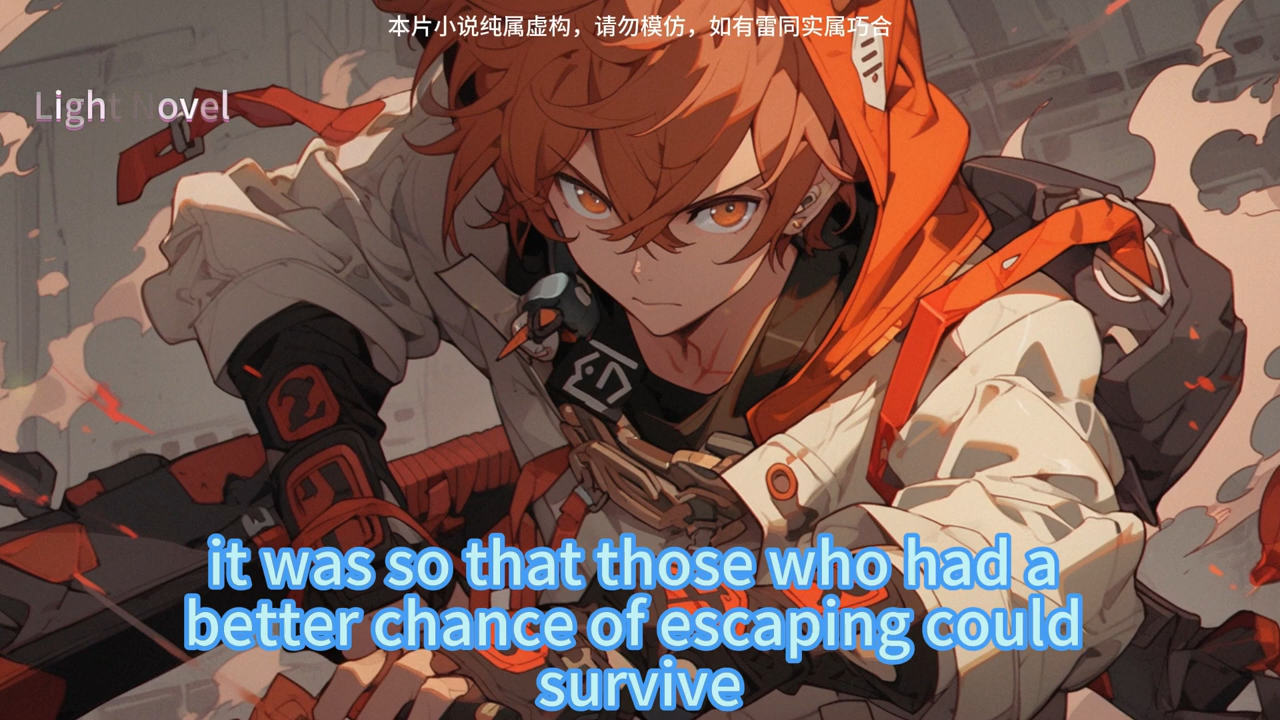 本片小说纯属虚构，请勿模仿，如有雷同实属巧合
Light Novel
it was so that those who had a
better chance of escaping could
survive